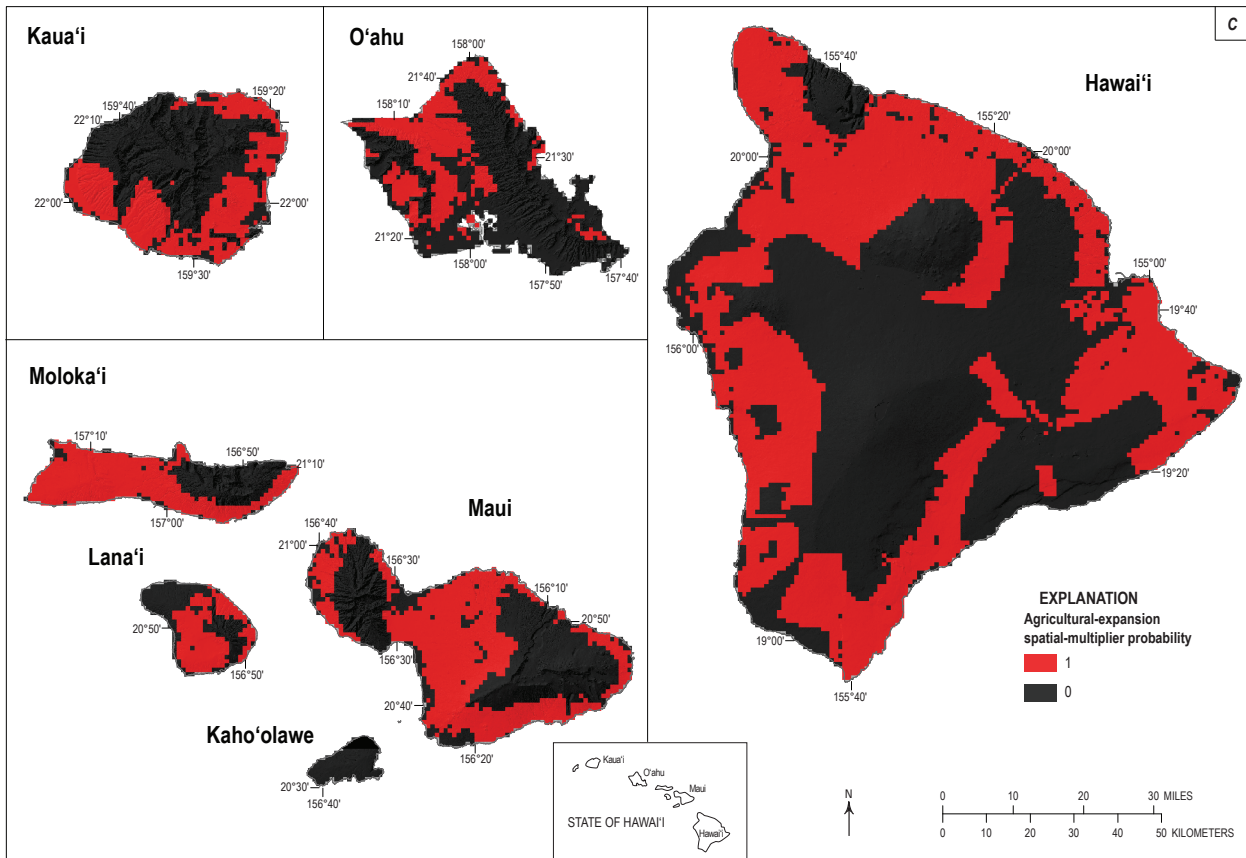 C
Kaua‘i
159°20'
159°40'
22°10'
22°00'
22°00'
159°30'
O‘ahu
158°00'
21°40'
158°10'
21°30'
21°20'
158°00'
157°50'
157°40'
Hawai‘i
155°40'
155°20'
20°00'
20°00'
155°00'
19°40'
156°00'
19°20'
19°00'
155°40'
Moloka‘i
157°10'
156°50'
21°10'
157°00'
Maui
156°40'
21°00'
156°30'
156°10'
20°50'
156°30'
20°40'
156°20'
Lana‘i
20°50'
156°50'
Kaho‘olawe
20°30'
156°40'
Kaua‘i
O‘ahu
Maui
Hawai‘i
STATE OF HAWAI‘I
EXPLANATION
Agricultural-expansion
spatial-multiplier probability
1
0
N
0 10 20 30 MILES
0 10 20 30 40 50 KILOMETERS